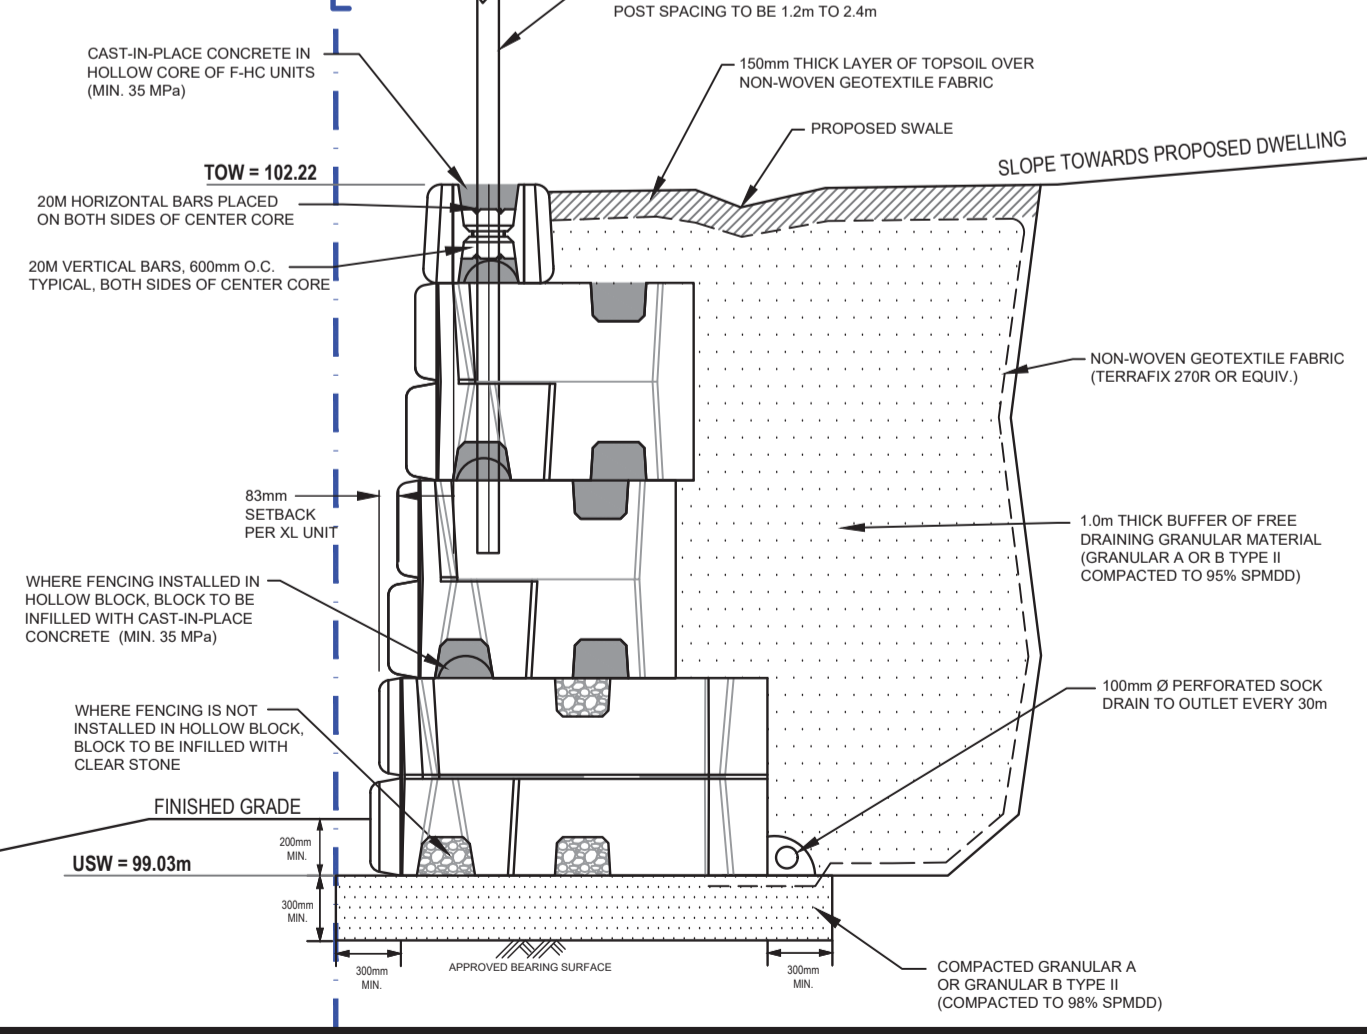 POST SPACING TO BE 1.2m TO 2.4m
CAST-IN-PLACE CONCRETE IN
HOLLOW CORE OF F-HC UNITS
(MIN. 35 MPa)
150mm THICK LAYER OF TOPSOIL OVER
NON-WOVEN GEOTEXTILE FABRIC
PROPOSED SWALE
SLOPE TOWARDS PROPOSED DWELLING
TOW = 102.22
20M HORIZONTAL BARS PLACED
ON BOTH SIDES OF CENTER CORE
20M VERTICAL BARS, 600mm O.C.
TYPICAL, BOTH SIDES OF CENTER CORE
NON-WOVEN GEOTEXTILE FABRIC
(TERRAFIX 270R OR EQUIV.)
83mm
SETBACK
PER XL UNIT
1.0m THICK BUFFER OF FREE
DRAINING GRANULAR MATERIAL
(GRANULAR A OR B TYPE II
COMPACTED TO 95% SPMDD)
WHERE FENCING INSTALLED IN
HOLLOW BLOCK, BLOCK TO BE
INFILLED WITH CAST-IN-PLACE
CONCRETE (MIN. 35 MPa)
100mm Ø PERFORATED SOCK
DRAIN TO OUTLET EVERY 30m
WHERE FENCING IS NOT
INSTALLED IN HOLLOW BLOCK,
BLOCK TO BE INFILLED WITH
CLEAR STONE
FINISHED GRADE
200mm
MIN.
USW = 99.03m
300mm
MIN.
300mm
MIN.
APPROVED BEARING SURFACE
300mm
MIN.
COMPACTED GRANULAR A
OR GRANULAR B TYPE II
(COMPACTED TO 98% SPMDD)